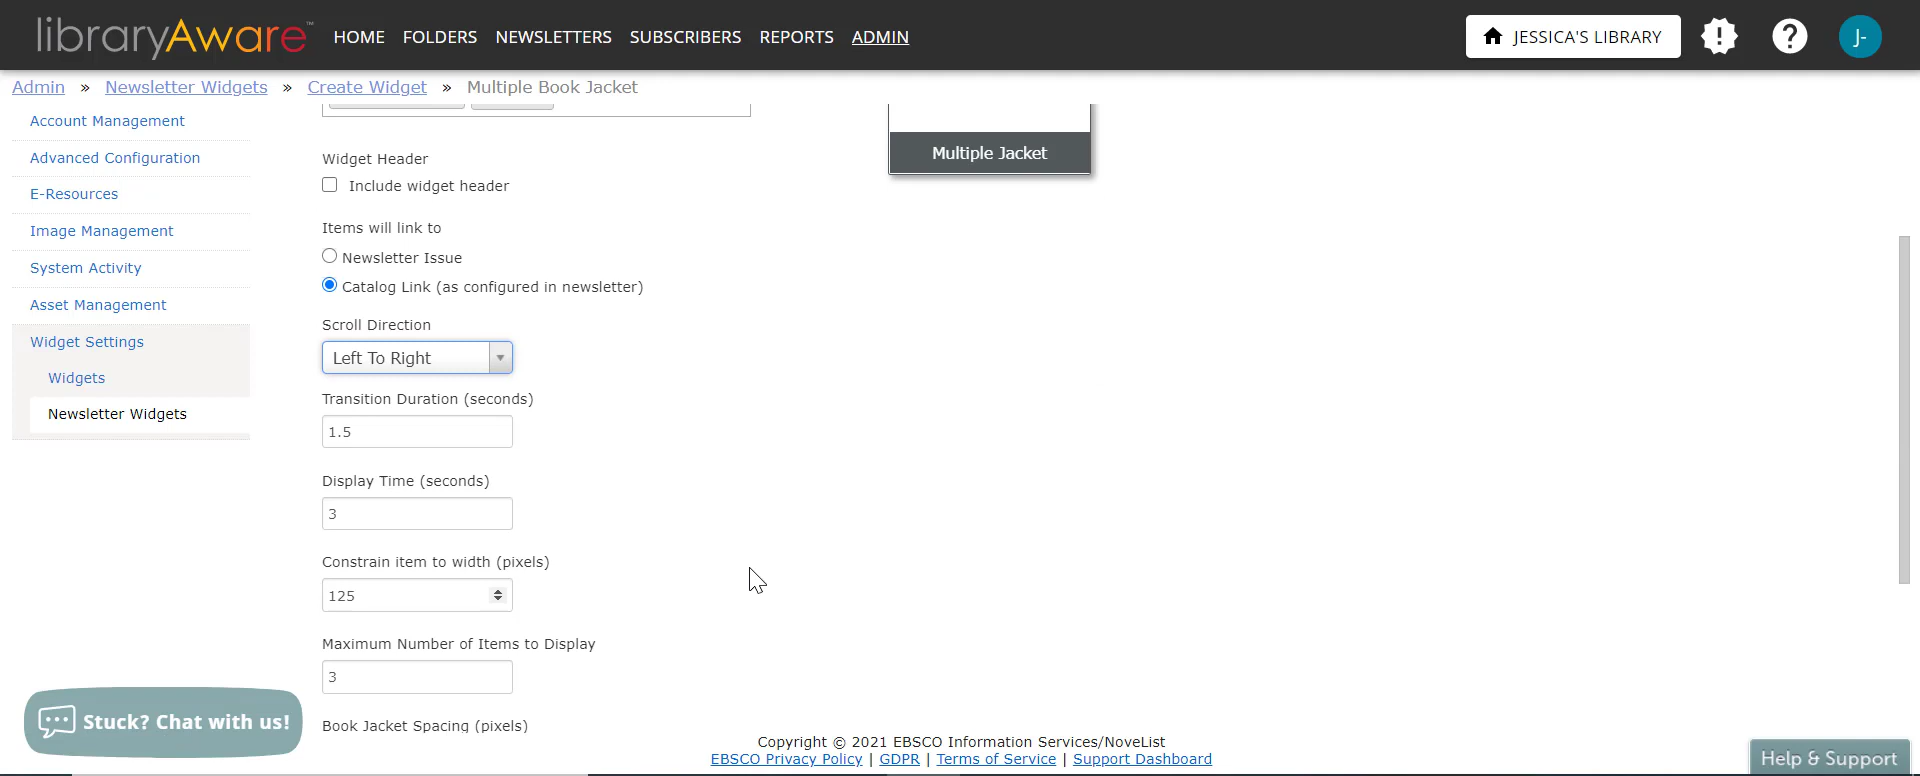 libraryAware™ HOME FOLDERS NEWSLETTERS SUBSCRIBERS REPORTS ADMIN JESSICA'S LIBRARY ! ? J-
Admin » Newsletter Widgets » Create Widget » Multiple Book Jacket
Account Management
Advanced Configuration
E-Resources
Image Management
System Activity
Asset Management
Widget Settings
Widgets
Newsletter Widgets
Multiple Jacket
Widget Header
Include widget header
Items will link to
Newsletter Issue
Catalog Link (as configured in newsletter)
Scroll Direction
Left To Right
Transition Duration (seconds)
1.5
Display Time (seconds)
3
Constrain item to width (pixels)
125
Maximum Number of Items to Display
3
Book Jacket Spacing (pixels)
Stuck? Chat with us!
Copyright © 2021 EBSCO Information Services/NoveList
EBSCO Privacy Policy | GDPR | Terms of Service | Support Dashboard
Help & Support